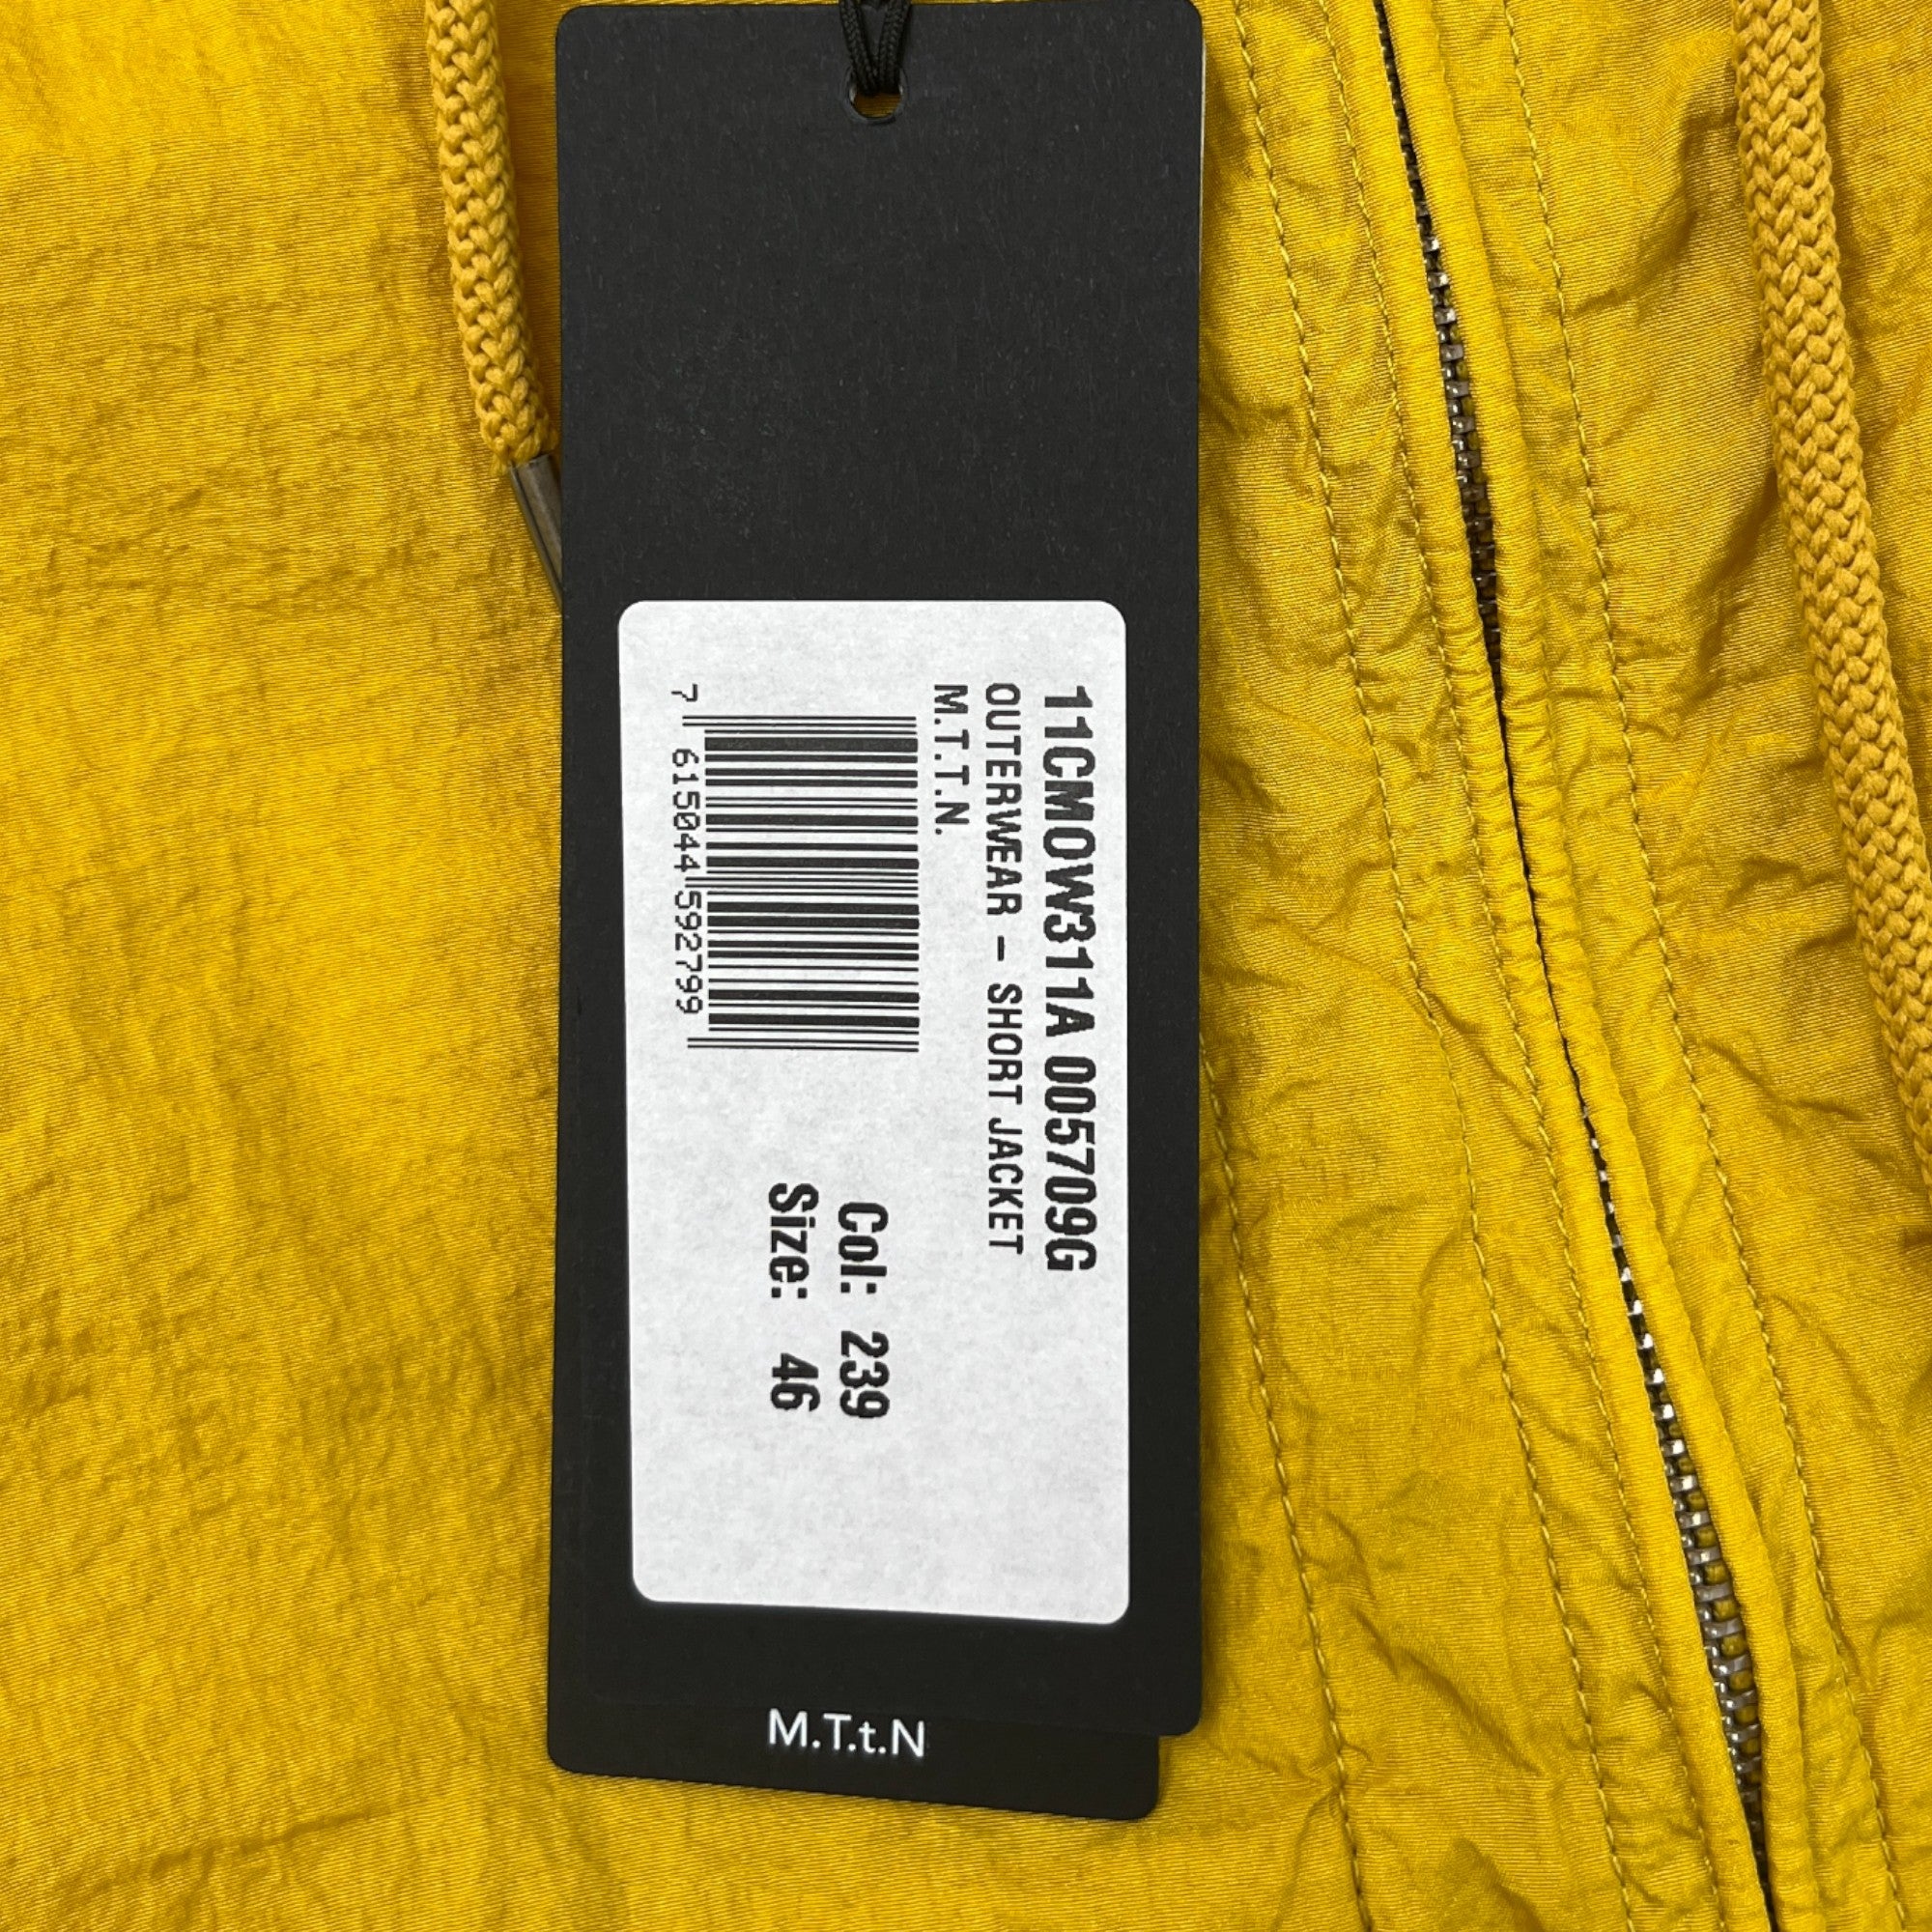 11CMOW311A 005709G
OUTERWEAR – SHORT JACKET
M.T.T.N.
7 615044 592799
Col: 239
Size: 46
M.T.t.N